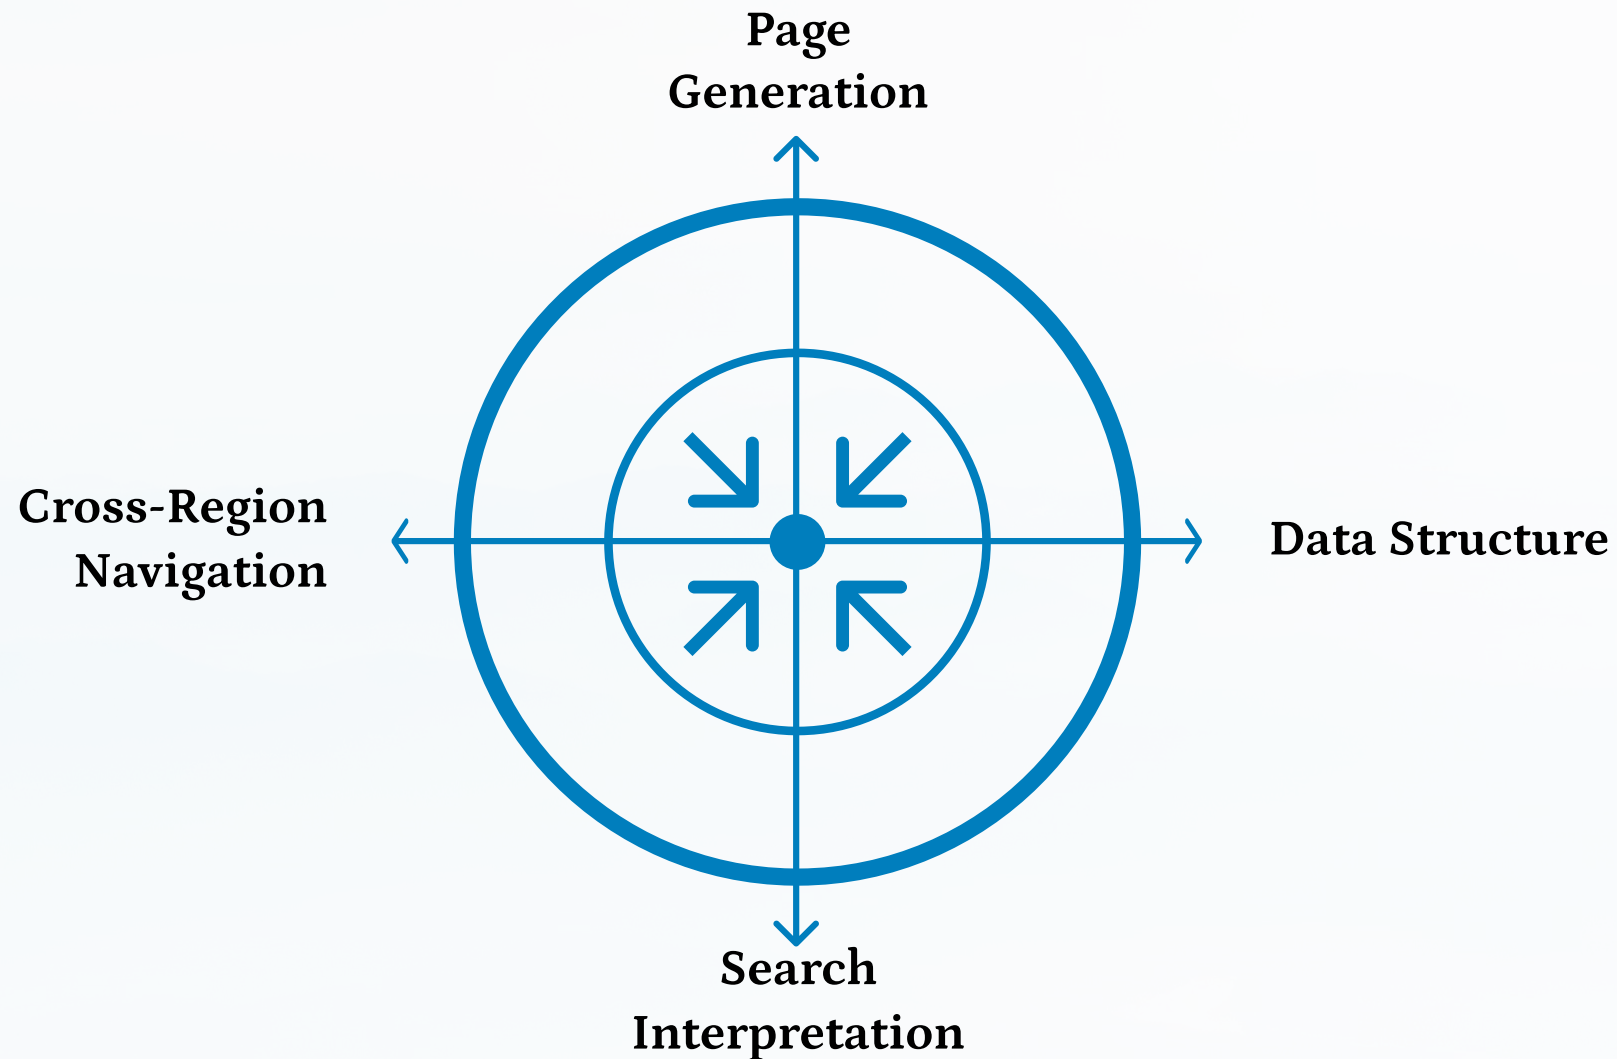 Page
Generation
Cross-Region
Navigation
Data Structure
Search
Interpretation